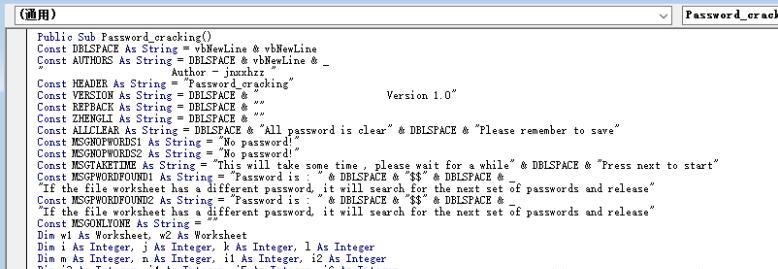 (通用)
Password_crack
Public Sub Password_cracking()
Const DBLSPACE As String = vbNewLine & vbNewLine
Const AUTHORS As String = DBLSPACE & vbNewLine & _
" Author - jnxxhzz "
Const HEADER As String = "Password_cracking"
Const VERSION As String = DBLSPACE & " Version 1.0"
Const REPBACK As String = DBLSPACE & ""
Const ZHENGLI As String = DBLSPACE & ""
Const ALLCLEAR As String = DBLSPACE & "All password is clear" & DBLSPACE & "Please remember to save"
Const MSGNOPWORDS1 As String = "No password!"
Const MSGNOPWORDS2 As String = "No password!"
Const MSGTAKETIME As String = "This will take some time , please wait for a while" & DBLSPACE & "Press next to start"
Const MSGPWORDFOUND1 As String = "Password is : " & DBLSPACE & "$$" & DBLSPACE & _
"If the file worksheet has a different password, it will search for the next set of passwords and release"
Const MSGPWORDFOUND2 As String = "Password is : " & DBLSPACE & "$$" & DBLSPACE & _
"If the file worksheet has a different password, it will search for the next set of passwords and release"
Const MSGONLYONE As String = ""
Dim w1 As Worksheet, w2 As Worksheet
Dim i As Integer, j As Integer, k As Integer, l As Integer
Dim m As Integer, n As Integer, i1 As Integer, i2 As Integer